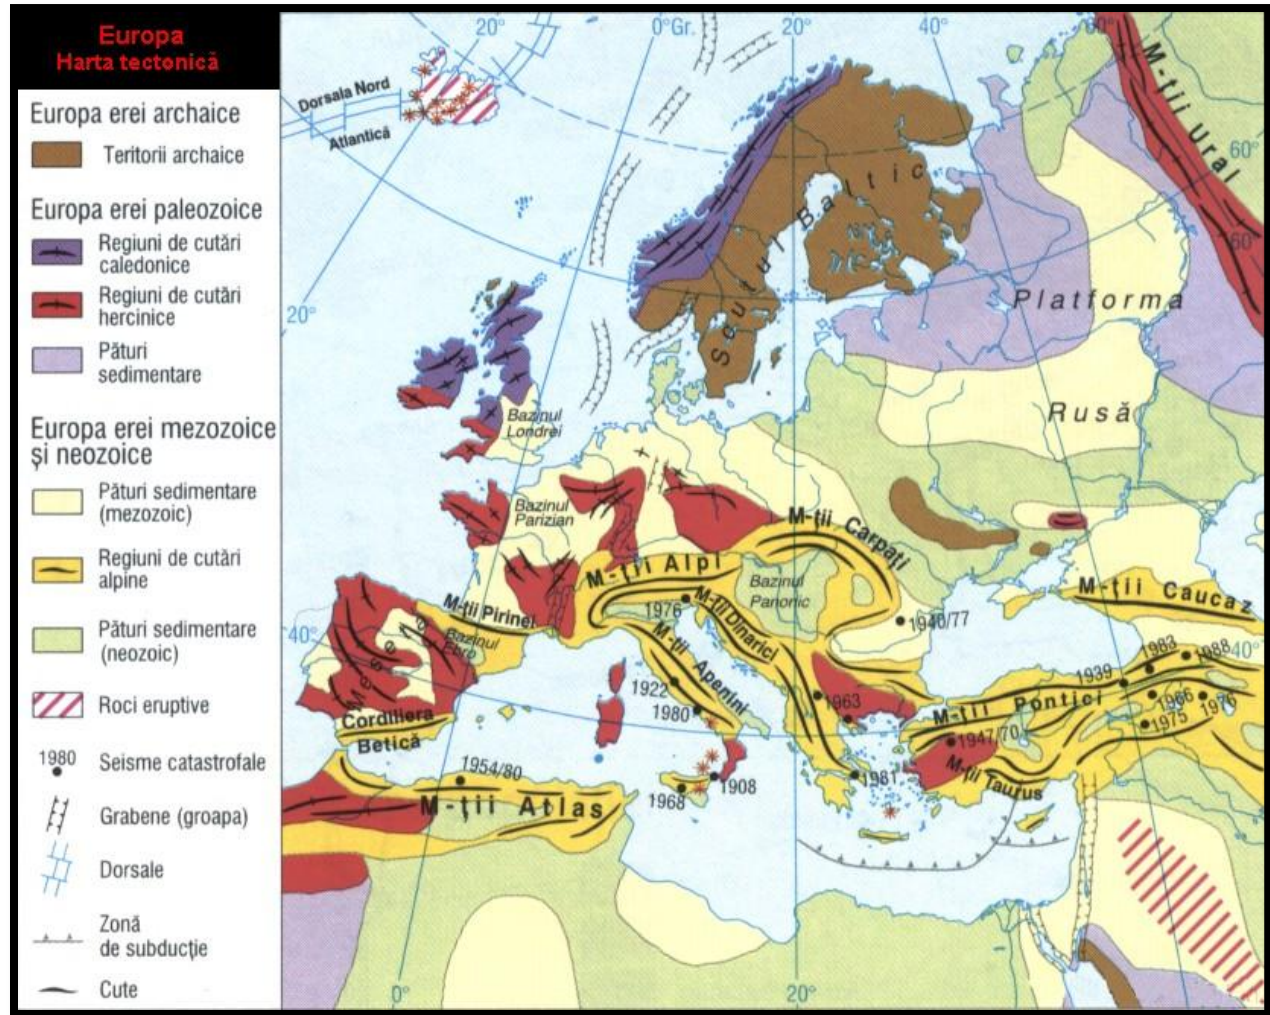 Europa
Harta tectonică
Europa erei archaice
Teritorii archaice
Europa erei paleozoice
Regiuni de cutări
caledonice
Regiuni de cutări
hercinice
Pături
sedimentare
Europa erei mezozoice
și neozoice
Pături sedimentare
(mezozoic)
Regiuni de cutări
alpine
Pături sedimentare
(neozoic)
Roci eruptive
1980
Seisme catastrofale
Grabene (groapa)
Dorsale
Zonă
de subducție
Cute
20°
0°Gr.
20°
40°
60°
M-ții Ural
60°
60°
Dorsala Nord
Atlantică
Scutul Baltic
20°
Platforma
Rusă
Bazinul
Londrei
Bazinul
Parizian
M-ții Carpați
M-ții Alpi
Bazinul
Panonic
M-ții Caucaz
M-ții Pirinei
1976
M-ții Dinarici
1940/77
40°
Bazinul
Ebro
Meseta
M-ții Apenini
1983
1988
40°
1939
1922
1980
1963
M-ții Pontici
1966
1976
1975
Cordiliera
Betică
1947/70
M-ții Taurus
1954/80
1908
1981
1968
M-ții Atlas
0°
20°